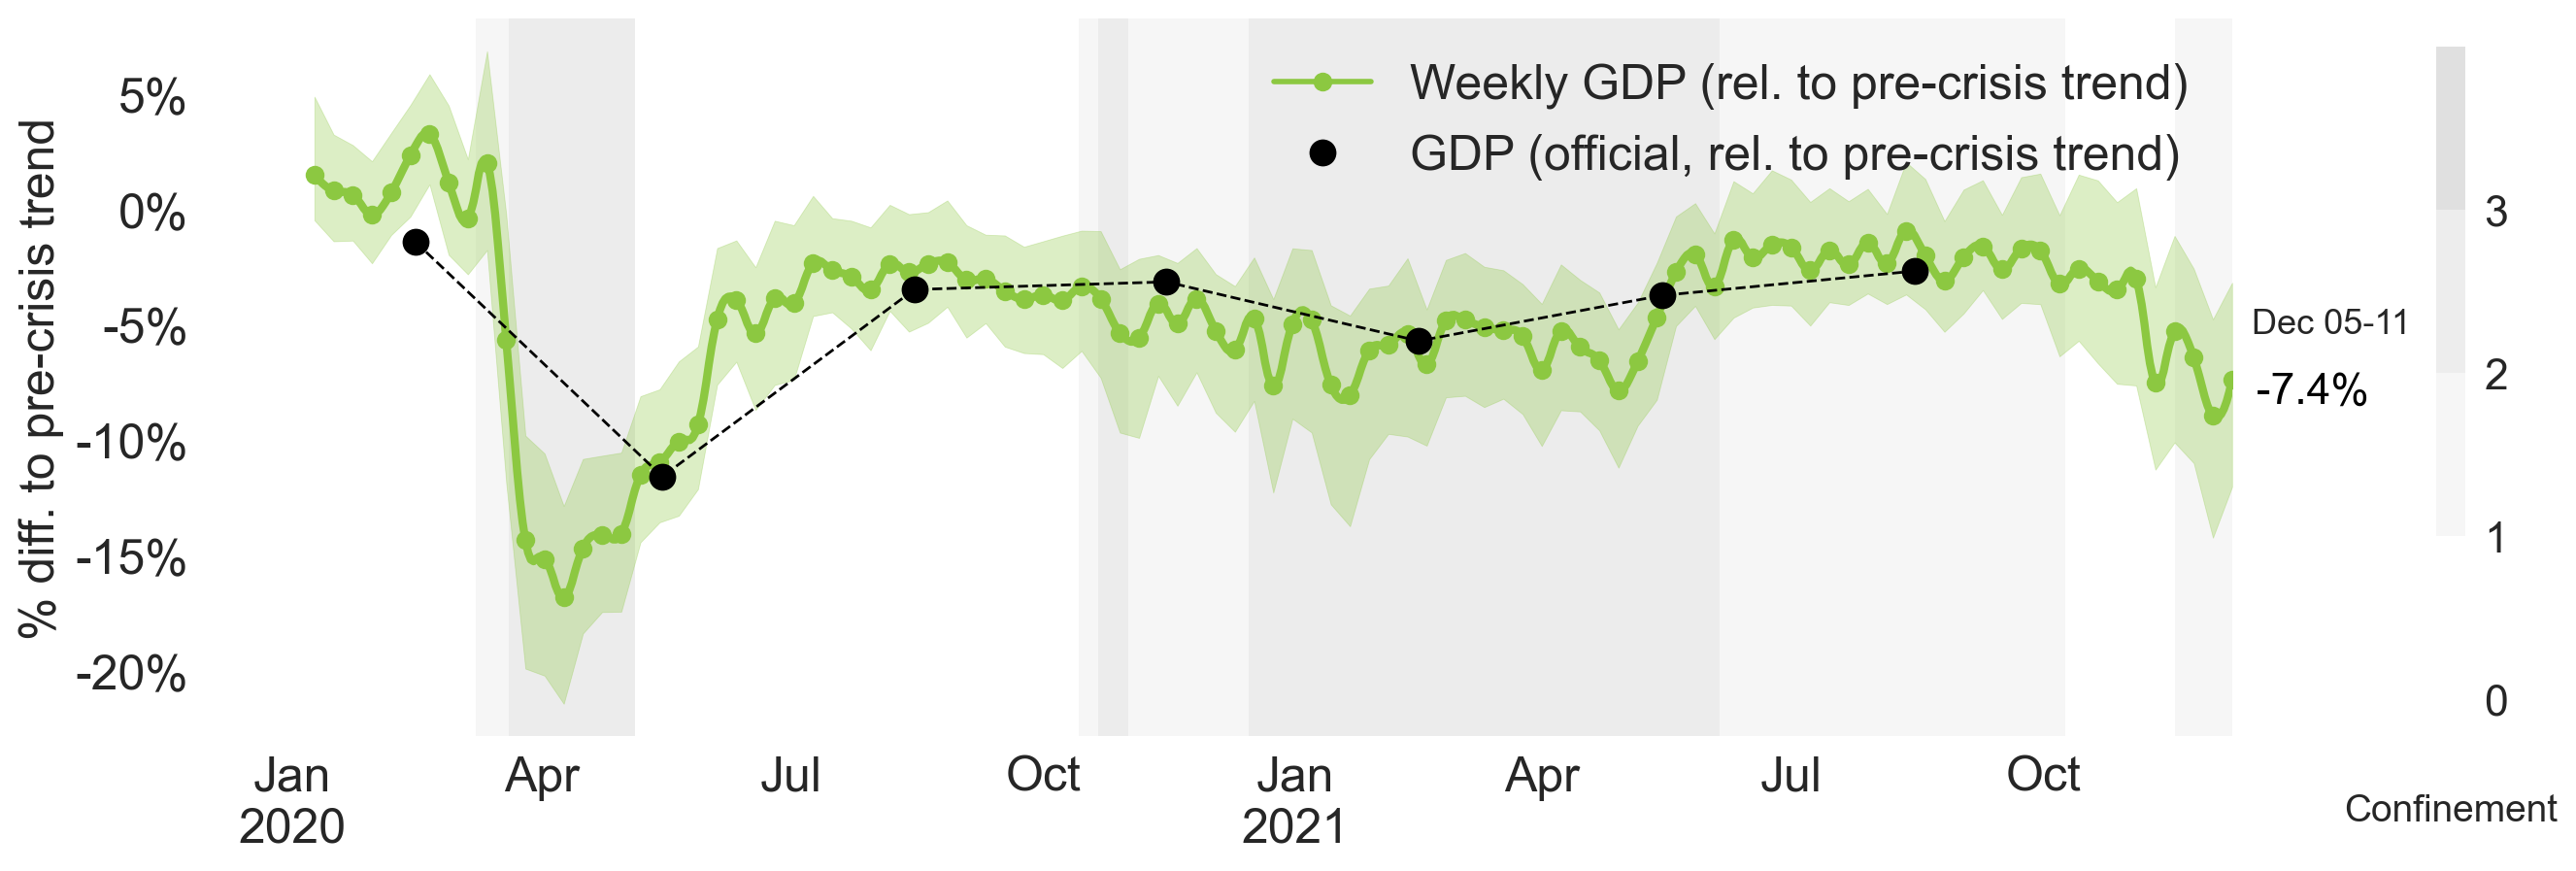 % diff. to pre-crisis trend
5%
0%
-5%
-10%
-15%
-20%
Weekly GDP (rel. to pre-crisis trend)
GDP (official, rel. to pre-crisis trend)
Dec 05-11
-7.4%
3
2
1
0
Confinement
Jan Apr Jul Oct Jan Apr Jul Oct
2020 2021